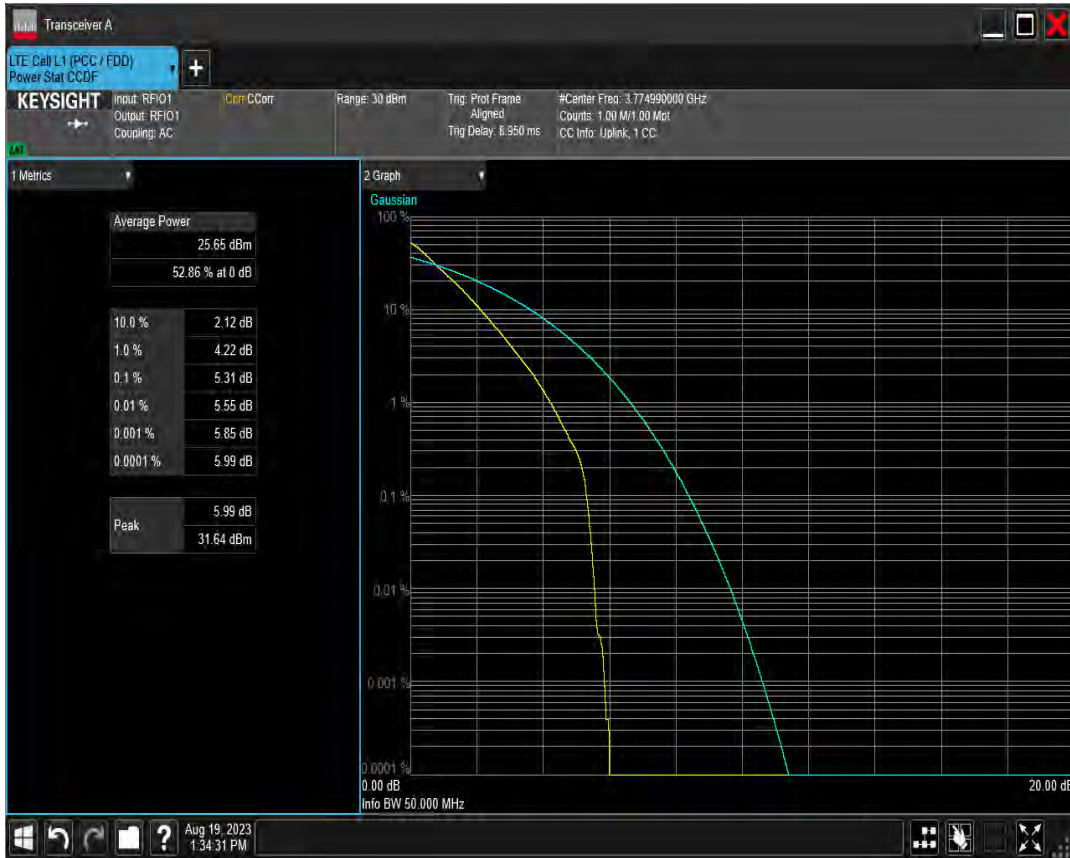 Transceiver A
LTE Cell L1 (PCC / FDD)
Power Stat CCDF
+
KEYSIGHT
Input: RFIO1
Output: RFIO1
Coupling: AC
Corr CCorr
Range: 30 dBm
Trig: Prot Frame
Aligned
Trig Delay: 8.950 ms
#Center Freq: 3.774990000 GHz
Counts: 1.00 M/1.00 Mpt
CC Info: Uplink, 1 CC
1 Metrics
Average Power
25.65 dBm
52.86 % at 0 dB
10.0 % 2.12 dB
1.0 % 4.22 dB
0.1 % 5.31 dB
0.01 % 5.55 dB
0.001 % 5.85 dB
0.0001 % 5.99 dB
Peak
5.99 dB
31.64 dBm
2 Graph
Gaussian
100 %
10 %
1 %
0.1 %
0.01 %
0.001 %
0.0001 %
0.00 dB
20.00 dB
Info BW 50.000 MHz
?
Aug 19, 2023
1:34:31 PM